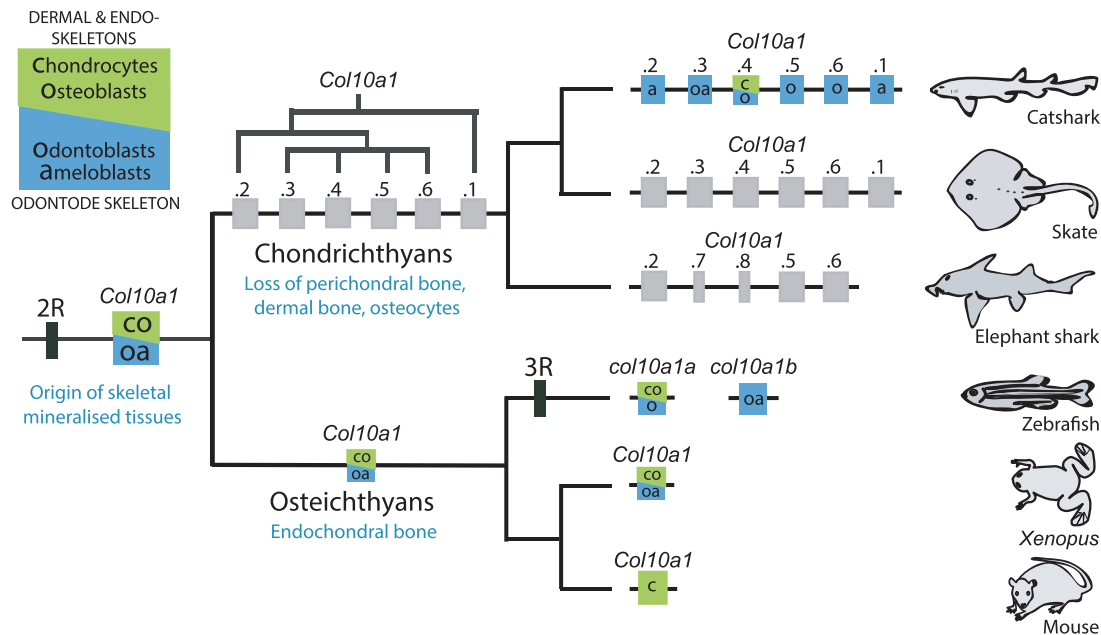 DERMAL & ENDO-
SKELETONS
Chondrocytes
Osteoblasts
Odontoblasts
ameloblasts
ODONTODE SKELETON
2R
Col10a1
co
oa
Origin of skeletal
mineralised tissues
Col10a1
.2 .3 .4 .5 .6 .1
Chondrichthyans
Loss of perichondral bone,
dermal bone, osteocytes
Col10a1
co
oa
Osteichthyans
Endochondral bone
Col10a1
.2 .3 .4 .5 .6 .1
a oa c o o a
o
Catshark
Col10a1
.2 .3 .4 .5 .6 .1
Skate
Col10a1
.2 .7 .8 .5 .6
Elephant shark
3R
col10a1a col10a1b
co
o
oa
Zebrafish
Col10a1
co
oa
Xenopus
Col10a1
c
Mouse